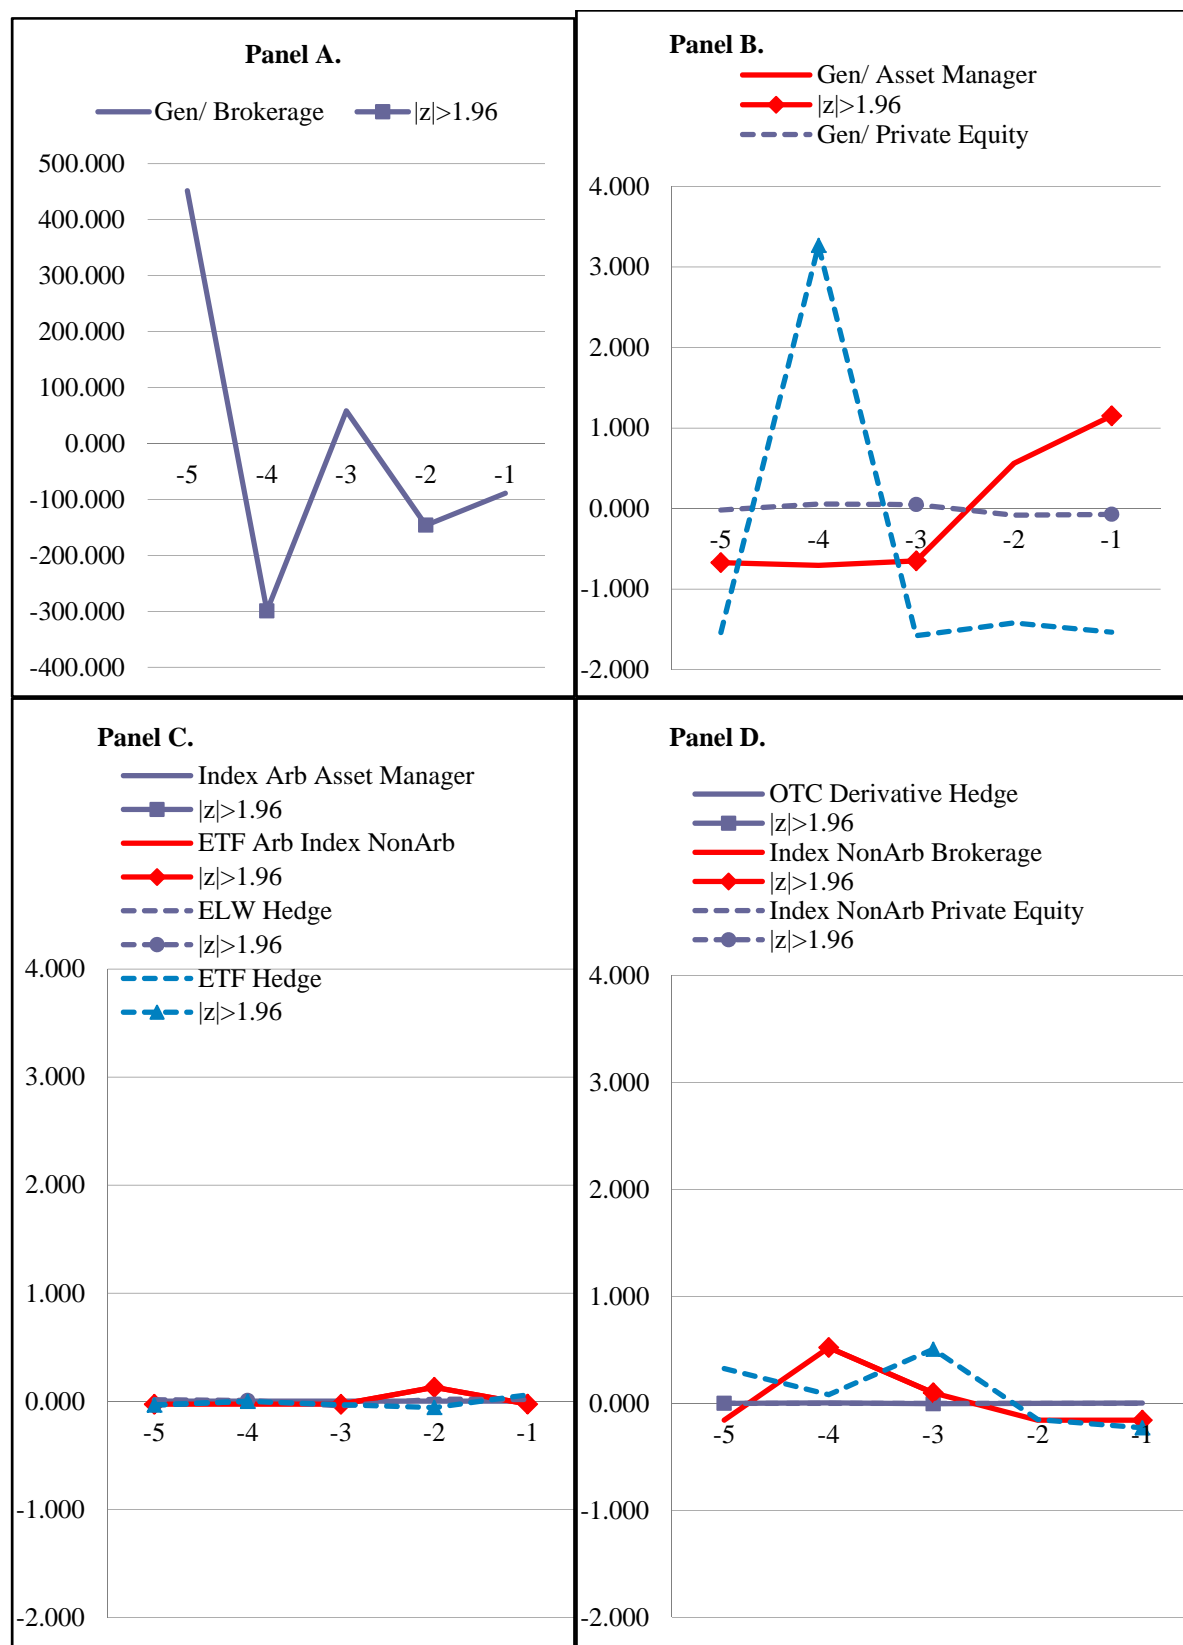 Panel A.
Gen/ Brokerage
|z|>1.96
500.000
400.000
300.000
200.000
100.000
0.000
-100.000
-200.000
-300.000
-400.000
-5
-4
-3
-2
-1
Panel B.
Gen/ Asset Manager
|z|>1.96
Gen/ Private Equity
4.000
3.000
2.000
1.000
0.000
-1.000
-2.000
-5
-4
-3
-2
-1
Panel C.
Index Arb Asset Manager
|z|>1.96
ETF Arb Index NonArb
|z|>1.96
ELW Hedge
|z|>1.96
ETF Hedge
|z|>1.96
4.000
3.000
2.000
1.000
0.000
-1.000
-2.000
-5
-4
-3
-2
-1
Panel D.
OTC Derivative Hedge
|z|>1.96
Index NonArb Brokerage
|z|>1.96
Index NonArb Private Equity
|z|>1.96
4.000
3.000
2.000
1.000
0.000
-1.000
-2.000
-5
-4
-3
-2
-1